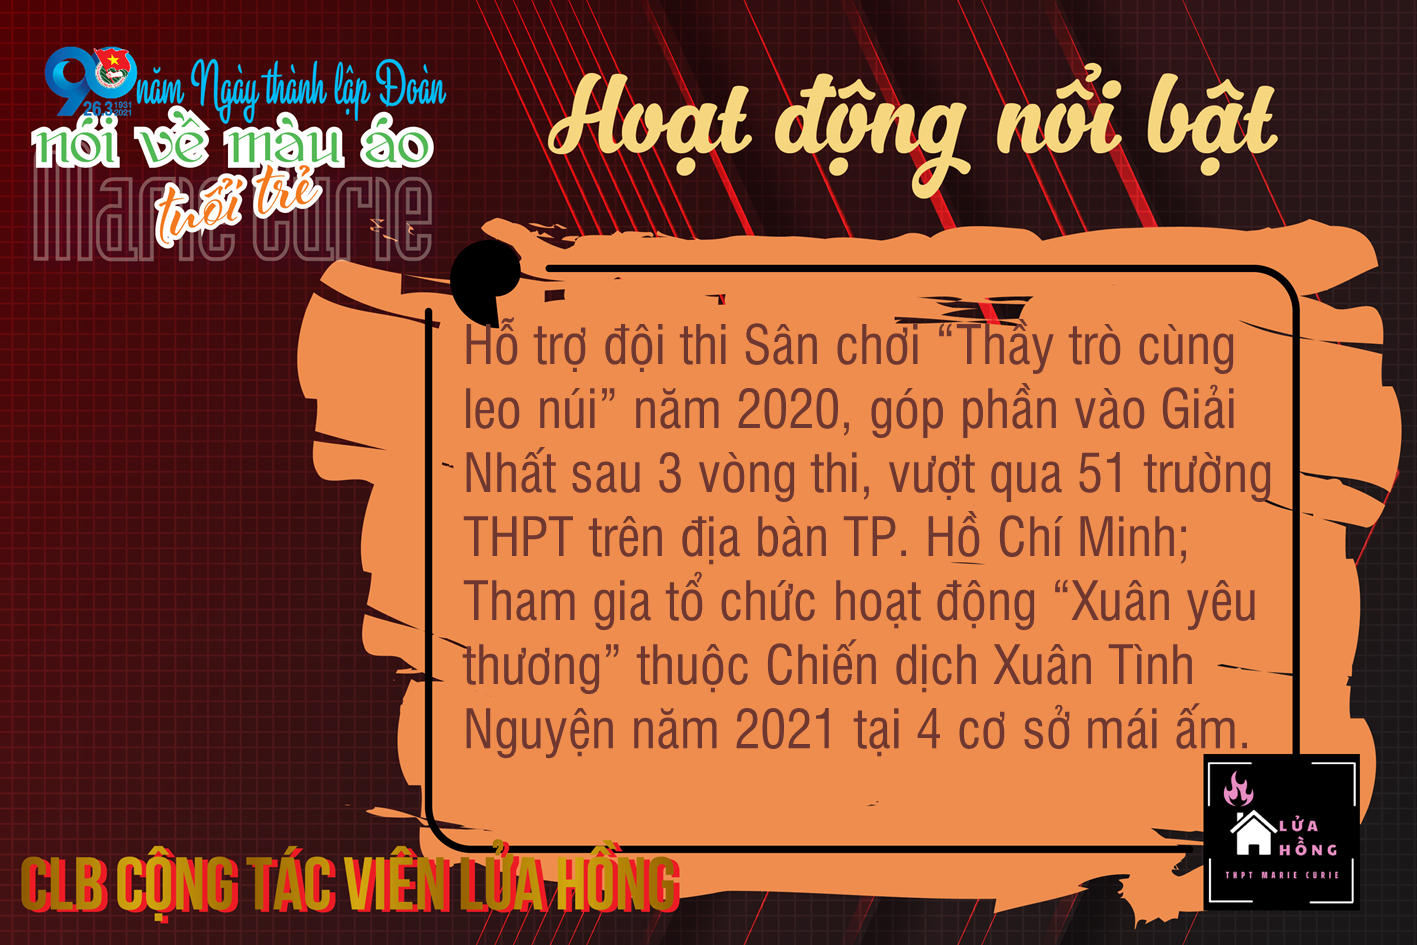 90 năm Ngày thành lập Đoàn
26.3 1931 2021
nói về màu áo
tuổi trẻ
Marie Curie
Hoạt động nổi bật
Hỗ trợ đội thi Sân chơi “Thầy trò cùng
leo núi” năm 2020, góp phần vào Giải
Nhất sau 3 vòng thi, vượt qua 51 trường
THPT trên địa bàn TP. Hồ Chí Minh;
Tham gia tổ chức hoạt động “Xuân yêu
thương” thuộc Chiến dịch Xuân Tình
Nguyện năm 2021 tại 4 cơ sở mái ấm.
LỬA
HỒNG
THPT MARIE CURIE
CLB CỘNG TÁC VIÊN LỬA HỒNG